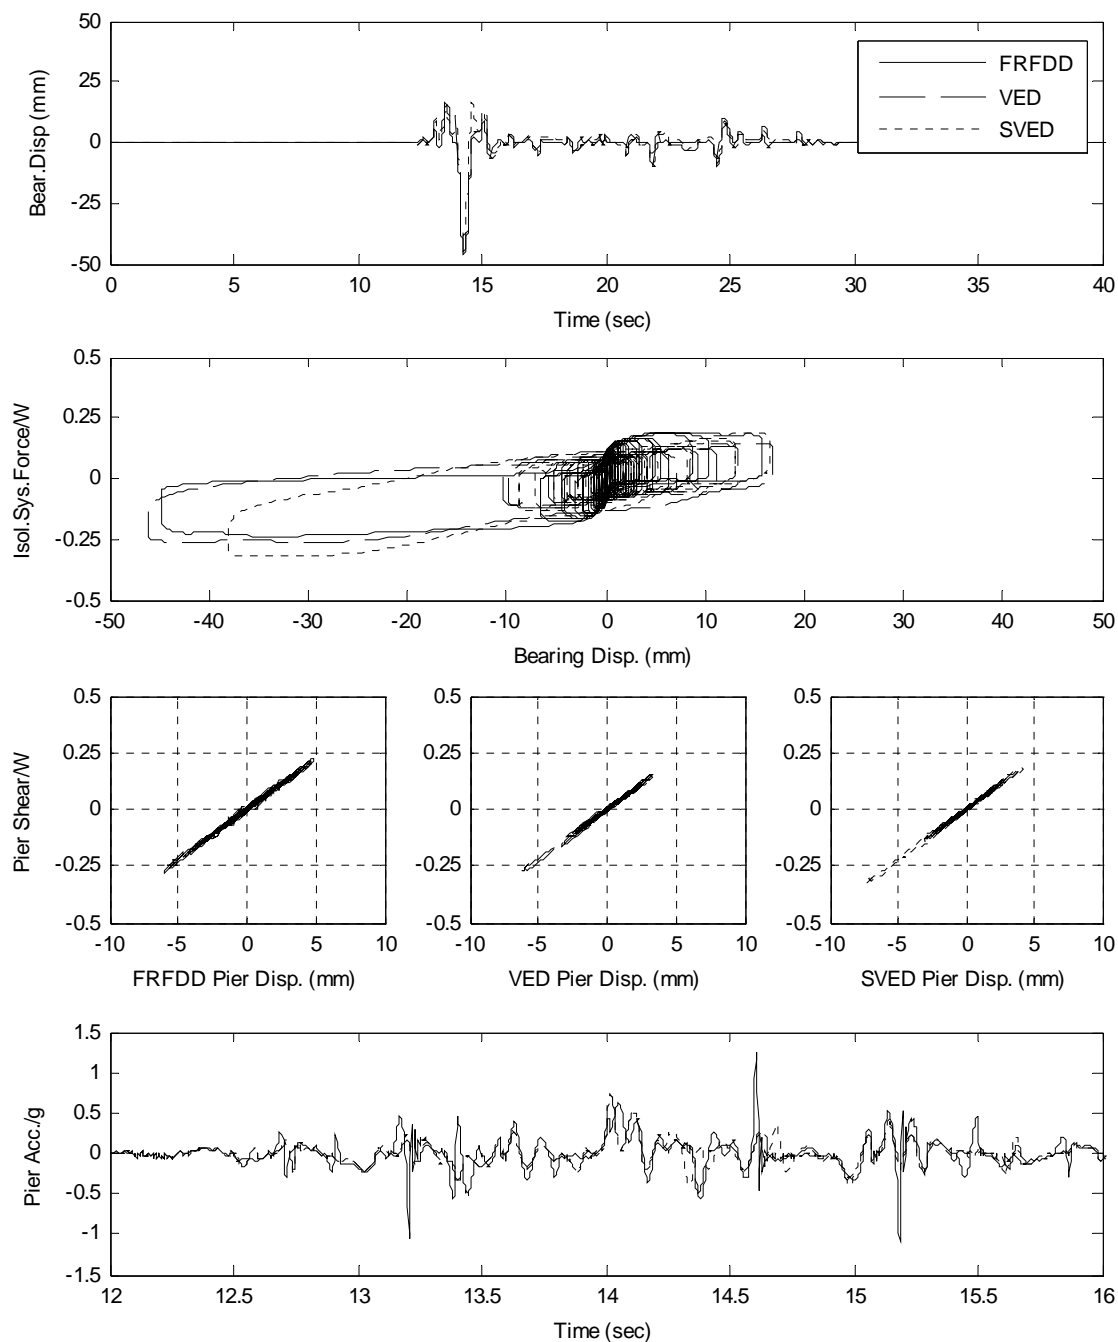 50
25
0
-25
-50
Bear.Disp (mm)
FRFDD
VED
SVED
0 5 10 15 20 25 30 35 40
Time (sec)
0.5
0.25
0
-0.25
-0.5
Isol.Sys.Force/W
-50 -40 -30 -20 -10 0 10 20 30 40 50
Bearing Disp. (mm)
0.5 0.5 0.5
0.25 0.25 0.25
0 0 0
-0.25 -0.25 -0.25
-0.5 -0.5 -0.5
Pier Shear/W
-10 -5 0 5 10 -10 -5 0 5 10 -10 -5 0 5 10
FRFDD Pier Disp. (mm) VED Pier Disp. (mm) SVED Pier Disp. (mm)
1.5
1
0.5
0
-0.5
-1
-1.5
Pier Acc./g
12 12.5 13 13.5 14 14.5 15 15.5 16
Time (sec)